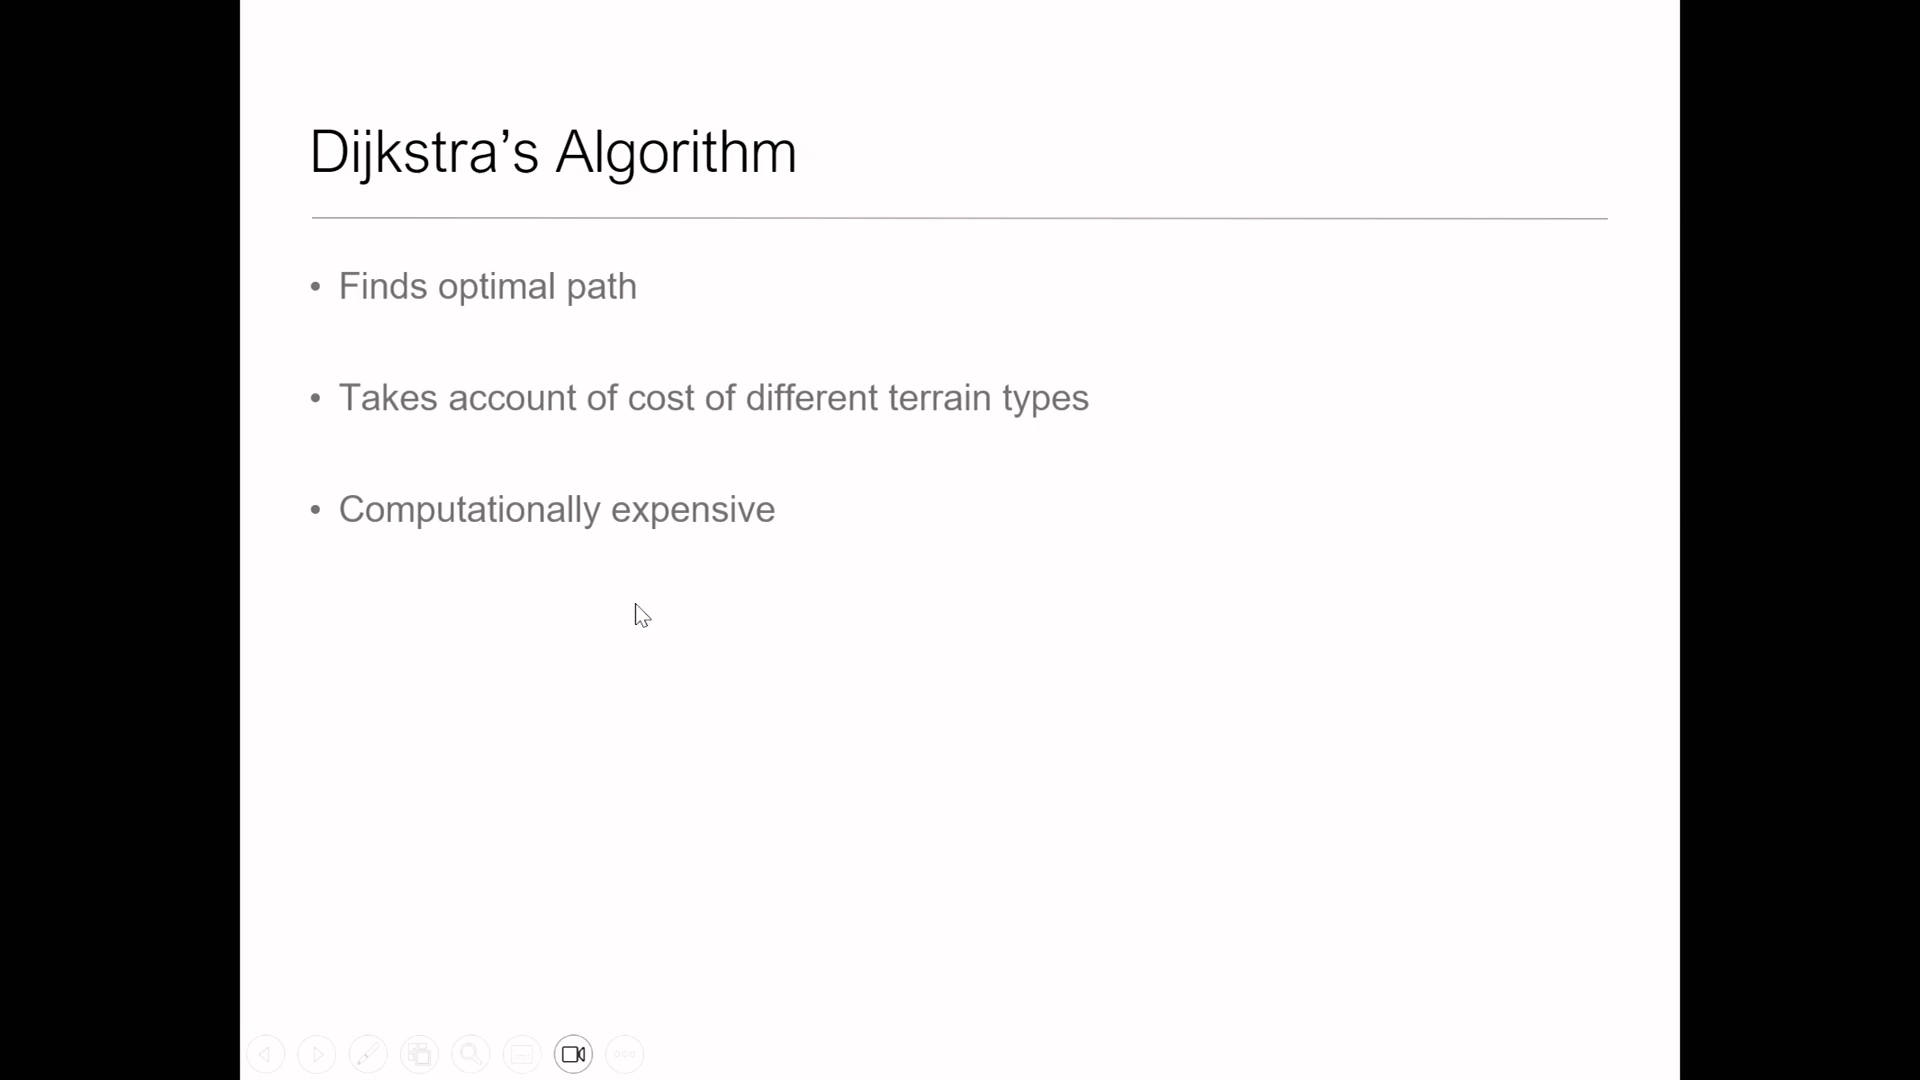 Dijkstra’s Algorithm
• Finds optimal path
• Takes account of cost of different terrain types
• Computationally expensive